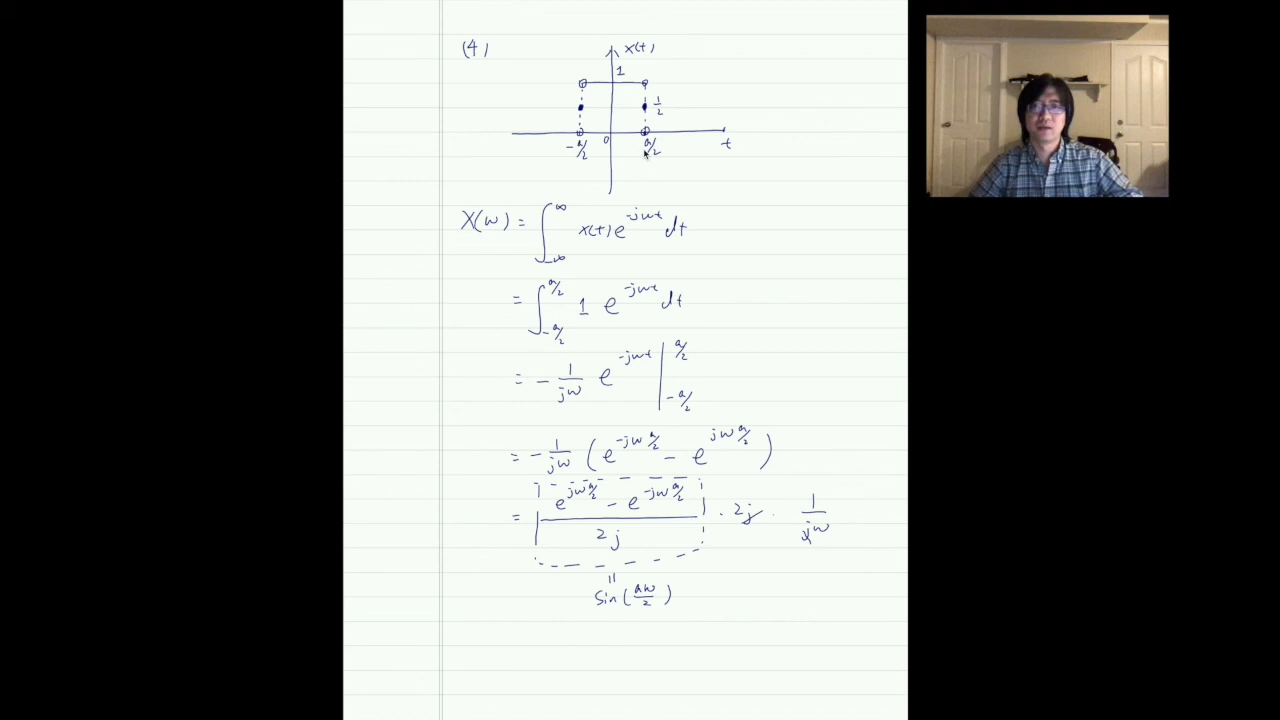 (4) x(t)
1
1/2
-a/2 0 a/2 t
X(w) = ∫_{-∞}^{∞} x(t) e^{-jwt} dt
= ∫_{-a/2}^{a/2} 1 e^{-jwt} dt
= - 1/jw e^{-jwt} |_{-a/2}^{a/2}
= - 1/jw ( e^{-jw a/2} - e^{jw a/2} )
= (e^{jw a/2} - e^{-jw a/2}) / 2j · 2j · 1/jw
=
Sin( aw/2 )